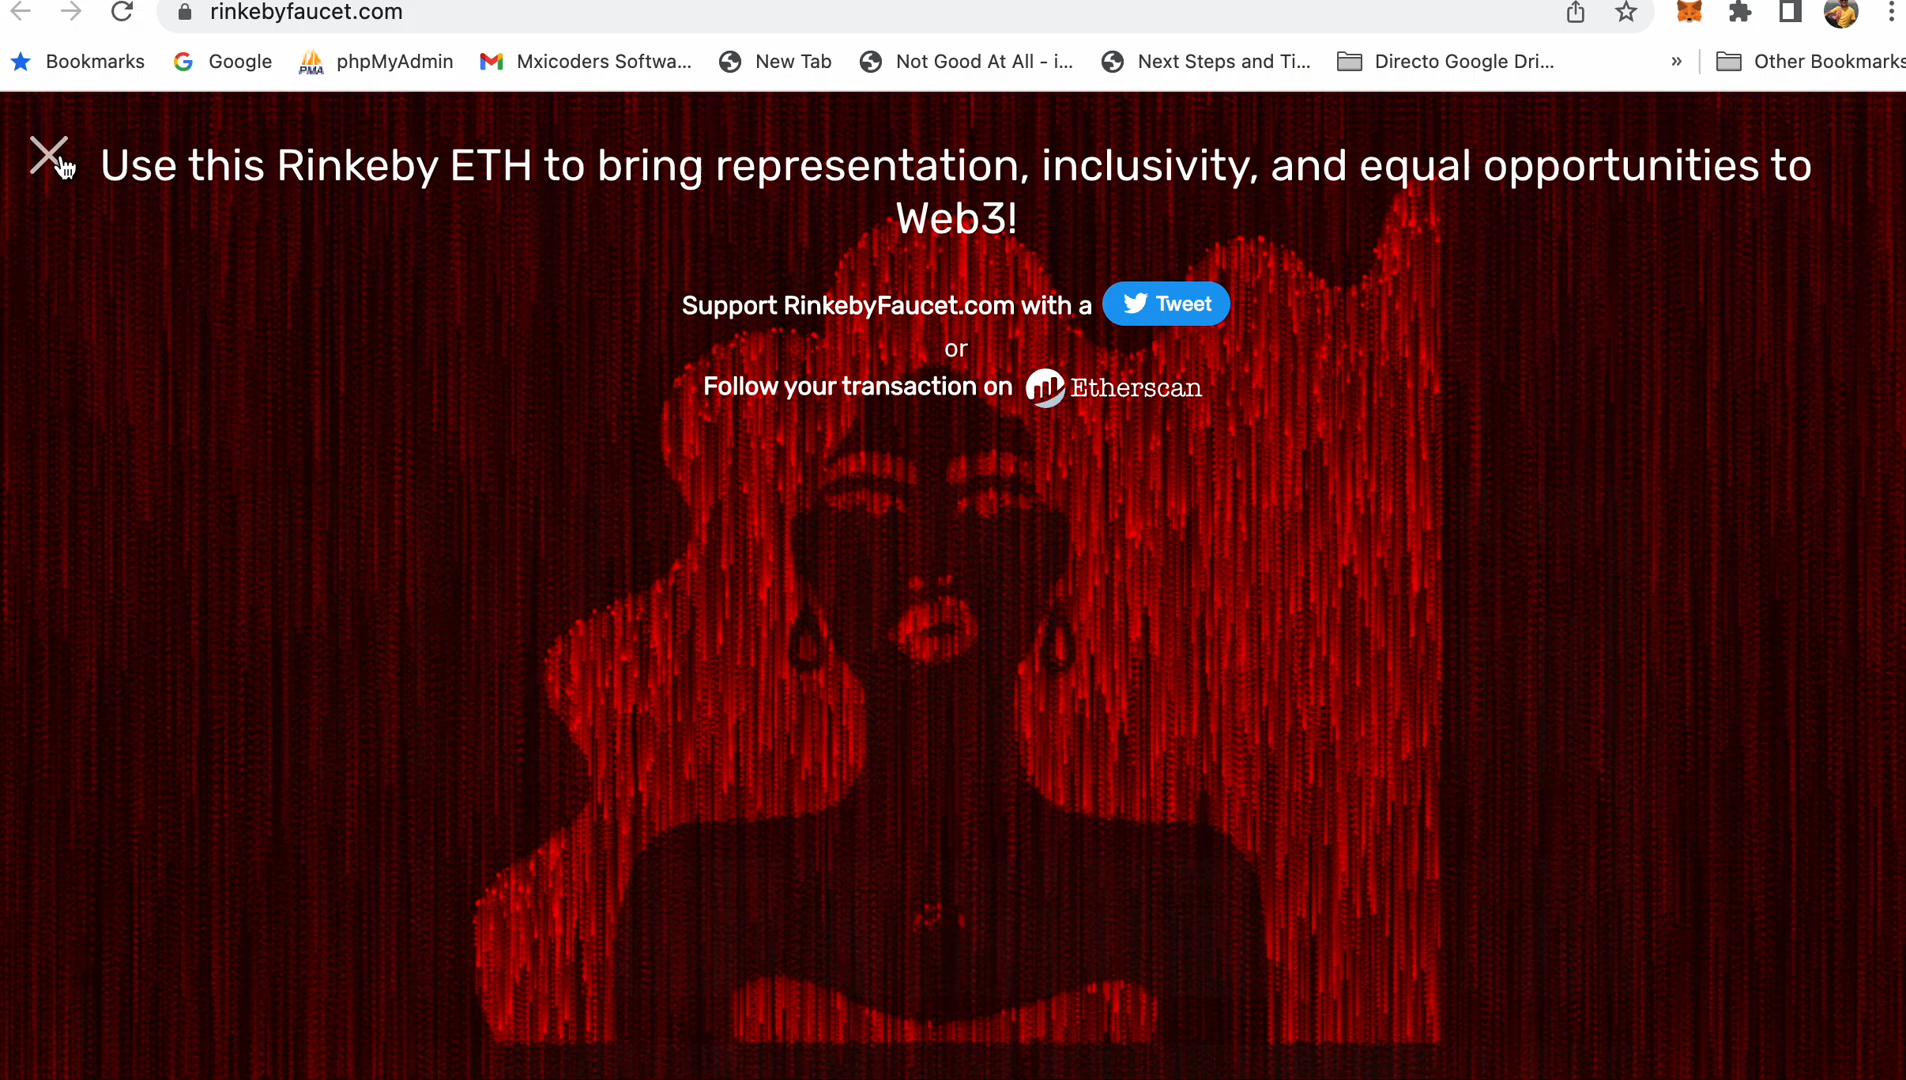 rinkebyfaucet.com
Bookmarks Google PMA phpMyAdmin Mxicoders Softwa... New Tab Not Good At All - i... Next Steps and Ti... Directo Google Dri... » Other Bookmarks
Use this Rinkeby ETH to bring representation, inclusivity, and equal opportunities to
Web3!
Support RinkebyFaucet.com with a Tweet
or
Follow your transaction on Etherscan